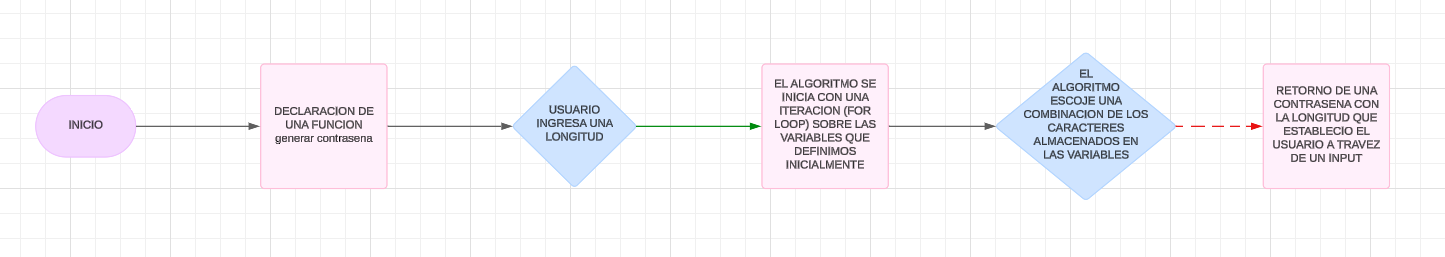 INICIO
DECLARACION DE
UNA FUNCION
generar contrasena
USUARIO
INGRESA UNA
LONGITUD
EL ALGORITMO SE
INICIA CON UNA
ITERATION (FOR
LOOP) SOBRE LAS
VARIABLES QUE
DEFINIMOS
INICIALMENTE
EL
ALGORITMO
ESCOJE UNA
COMBINACION DE LOS
CARACTERES
ALMACENADOS EN
LAS VARIABLES
RETORNO DE UNA
CONTRASENA CON
LA LONGITUD QUE
ESTABLECIO EL
USUARIO A TRAVEZ
DE UN INPUT